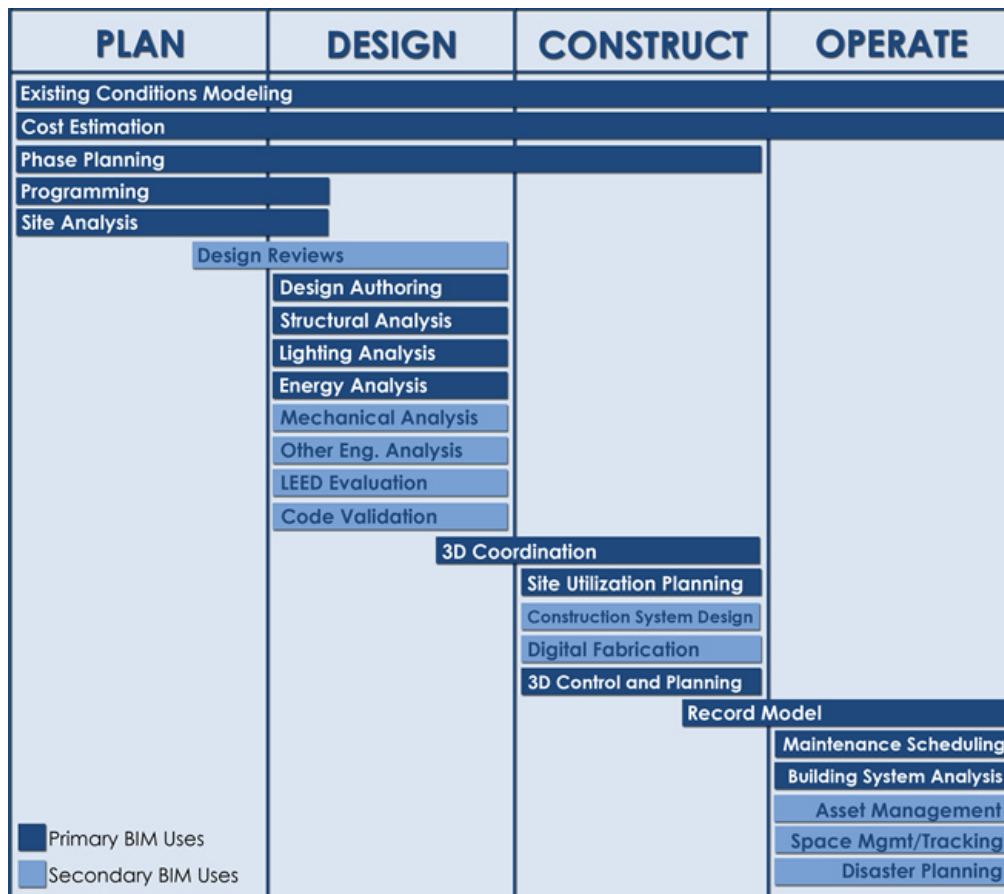 PLAN
DESIGN
CONSTRUCT
OPERATE
Existing Conditions Modeling
Cost Estimation
Phase Planning
Programming
Site Analysis
Design Reviews
Design Authoring
Structural Analysis
Lighting Analysis
Energy Analysis
Mechanical Analysis
Other Eng. Analysis
LEED Evaluation
Code Validation
3D Coordination
Site Utilization Planning
Construction System Design
Digital Fabrication
3D Control and Planning
Record Model
Maintenance Scheduling
Building System Analysis
Asset Management
Space Mgmt/Tracking
Disaster Planning
Primary BIM Uses
Secondary BIM Uses